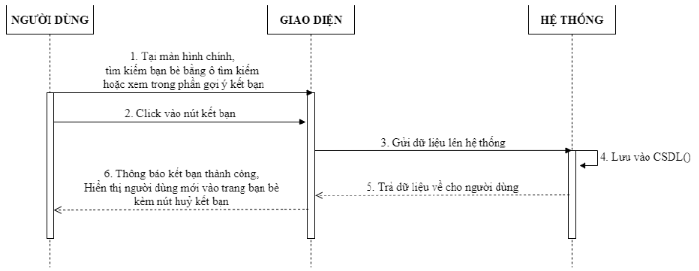 NGƯỜI DÙNG
GIAO DIỆN
HỆ THỐNG
1. Tại màn hình chính,
tìm kiếm bạn bè bằng ô tìm kiếm
hoặc xem trong phần gợi ý kết bạn
2. Click vào nút kết bạn
3. Gửi dữ liệu lên hệ thống
4. Lưu vào CSDL()
5. Trả dữ liệu về cho người dùng
6. Thông báo kết bạn thành công,
Hiển thị người dùng mới vào trang bạn bè
kèm nút huỷ kết bạn